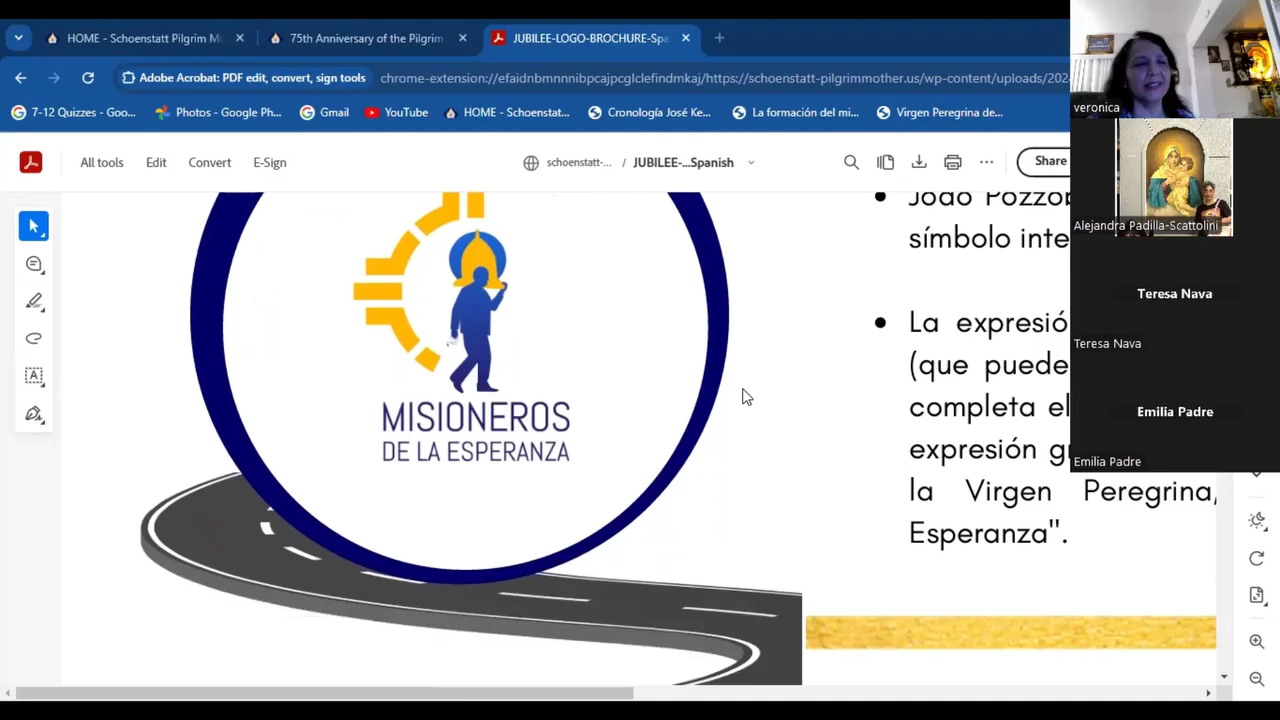 HOME - Schoenstatt Pilgrim Mo
75th Anniversary of the Pilgrim
JUBILEE-LOGO-BROCHURE-Spa
Adobe Acrobat: PDF edit, convert, sign tools
chrome-extension://efaidnbmnnnibpcajpcglclefindmkaj/https://schoenstatt-pilgrimmother.us/wp-content/uploads/202
7-12 Quizzes - Goo...
Photos - Google Ph...
Gmail
YouTube
HOME - Schoenstat...
Cronología José Ke...
La formación del mi...
Virgen Peregrina de...
All tools
Edit
Convert
E-Sign
schoenstatt-...
/ JUBILEE-...Spanish
Share
MISIONEROS
DE LA ESPERANZA
• João Pozzob
símbolo inte
• La expresió
(que puede
completa el
expresión g
la Virgen Peregrina,
Esperanza".
veronica
Alejandra Padilla-Scattolini
Teresa Nava
Teresa Nava
Emilia Padre
Emilia Padre